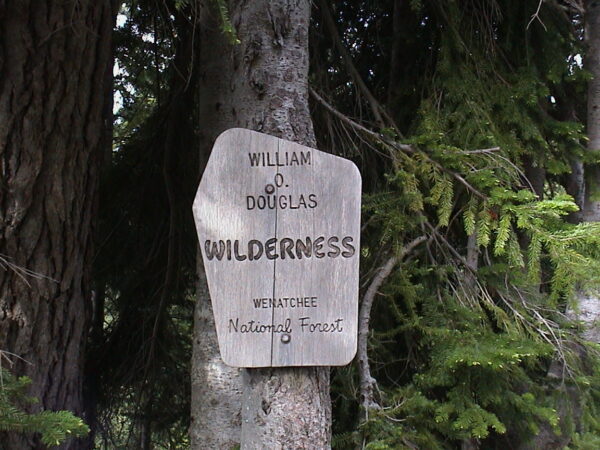 WILLIAM
O.
DOUGLAS
WILDERNESS
WENATCHEE
National Forest